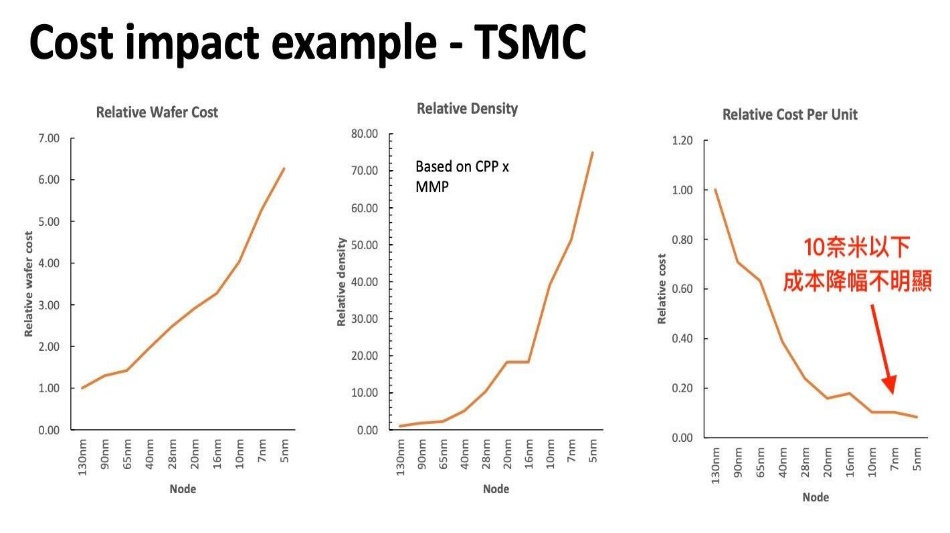 Cost impact example - TSMC
Relative Wafer Cost
7.00
6.00
5.00
4.00
3.00
2.00
1.00
0.00
Relative wafer cost
130nm
90nm
65nm
40nm
28nm
20nm
16nm
10nm
7nm
5nm
Node
Relative Density
80.00
70.00
60.00
50.00
40.00
30.00
20.00
10.00
0.00
Relative density
Based on CPP x
MMP
130nm
90nm
65nm
40nm
28nm
20nm
16nm
10nm
7nm
5nm
Node
Relative Cost Per Unit
1.20
1.00
0.80
0.60
0.40
0.20
0.00
Relative cost
10奈米以下
成本降幅不明顯
130nm
90nm
65nm
40nm
28nm
20nm
16nm
10nm
7nm
5nm
Node